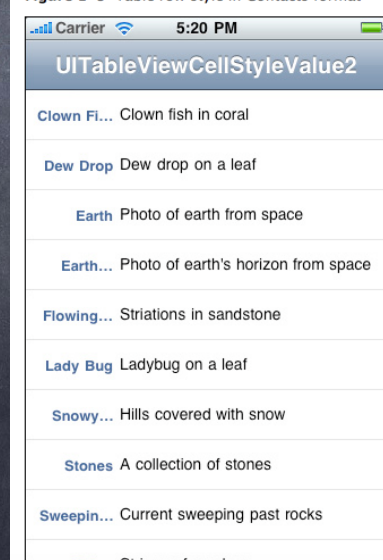 Carrier 5:20 PM
UITableViewCellStyleValue2
Clown Fi... Clown fish in coral
Dew Drop Dew drop on a leaf
Earth Photo of earth from space
Earth... Photo of earth's horizon from space
Flowing... Striations in sandstone
Lady Bug Ladybug on a leaf
Snowy... Hills covered with snow
Stones A collection of stones
Sweepin... Current sweeping past rocks